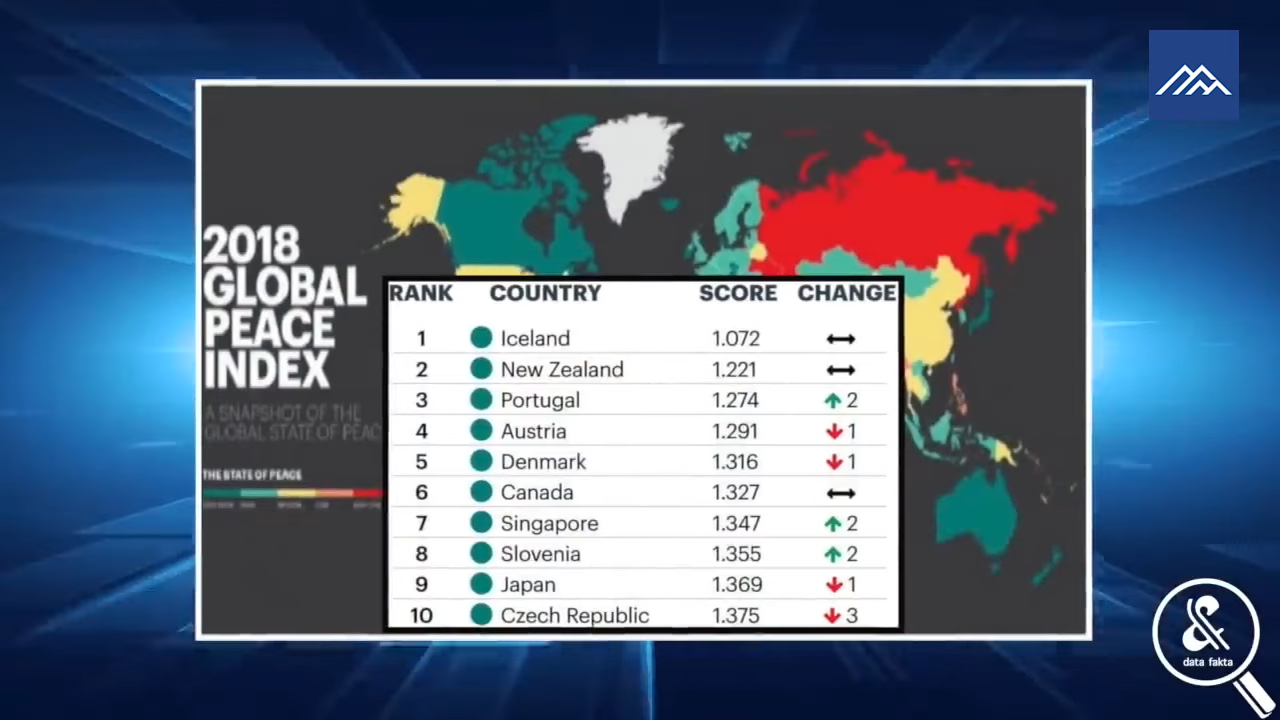 2018
GLOBAL
PEACE
INDEX
A SNAPSHOT OF THE
GLOBAL STATE OF PEAC
THE STATE OF PEACE
RANK COUNTRY SCORE CHANGE
1 Iceland 1.072 ↔
2 New Zealand 1.221 ↔
3 Portugal 1.274 ↑ 2
4 Austria 1.291 ↓ 1
5 Denmark 1.316 ↓ 1
6 Canada 1.327 ↔
7 Singapore 1.347 ↑ 2
8 Slovenia 1.355 ↑ 2
9 Japan 1.369 ↓ 1
10 Czech Republic 1.375 ↓ 3
&
data fakta